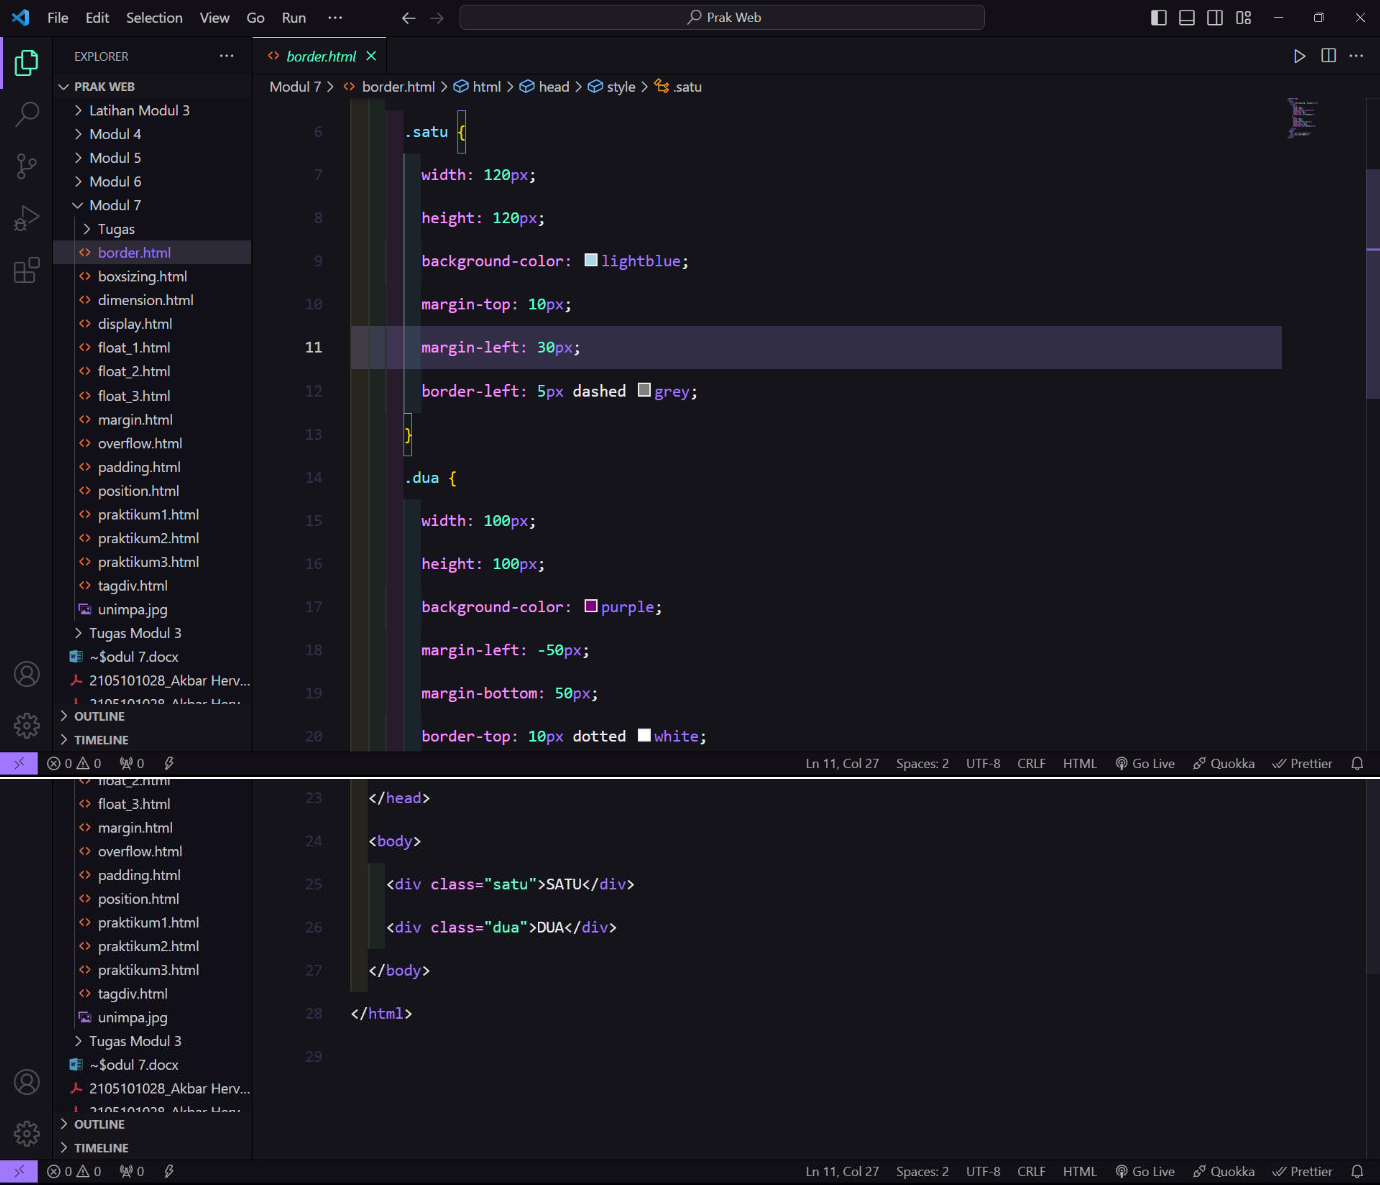 File Edit Selection View Go Run ··· Prak Web
EXPLORER ···
border.html
PRAK WEB
Modul 7 > border.html > html > head > style > .satu
Latihan Modul 3
Modul 4
Modul 5
Modul 6
Modul 7
Tugas
border.html
boxsizing.html
dimension.html
display.html
float_1.html
float_2.html
float_3.html
margin.html
overflow.html
padding.html
position.html
praktikum1.html
praktikum2.html
praktikum3.html
tagdiv.html
unimpa.jpg
Tugas Modul 3
~$odul 7.docx
2105101028_Akbar Herv...
2105101028_Akbar Herv...
OUTLINE
TIMELINE
6 .satu {
7 width: 120px;
8 height: 120px;
9 background-color: lightblue;
10 margin-top: 10px;
11 margin-left: 30px;
12 border-left: 5px dashed grey;
13 }
14 .dua {
15 width: 100px;
16 height: 100px;
17 background-color: purple;
18 margin-left: -50px;
19 margin-bottom: 50px;
20 border-top: 10px dotted white;
0 0 0 Ln 11, Col 27 Spaces: 2 UTF-8 CRLF HTML Go Live Quokka Prettier
float_2.html
float_3.html
margin.html
overflow.html
padding.html
position.html
praktikum1.html
praktikum2.html
praktikum3.html
tagdiv.html
unimpa.jpg
Tugas Modul 3
~$odul 7.docx
2105101028_Akbar Herv...
2105101028_Akbar Herv...
OUTLINE
TIMELINE
23 </head>
24 <body>
25 <div class="satu">SATU</div>
26 <div class="dua">DUA</div>
27 </body>
28 </html>
29
0 0 0 Ln 11, Col 27 Spaces: 2 UTF-8 CRLF HTML Go Live Quokka Prettier